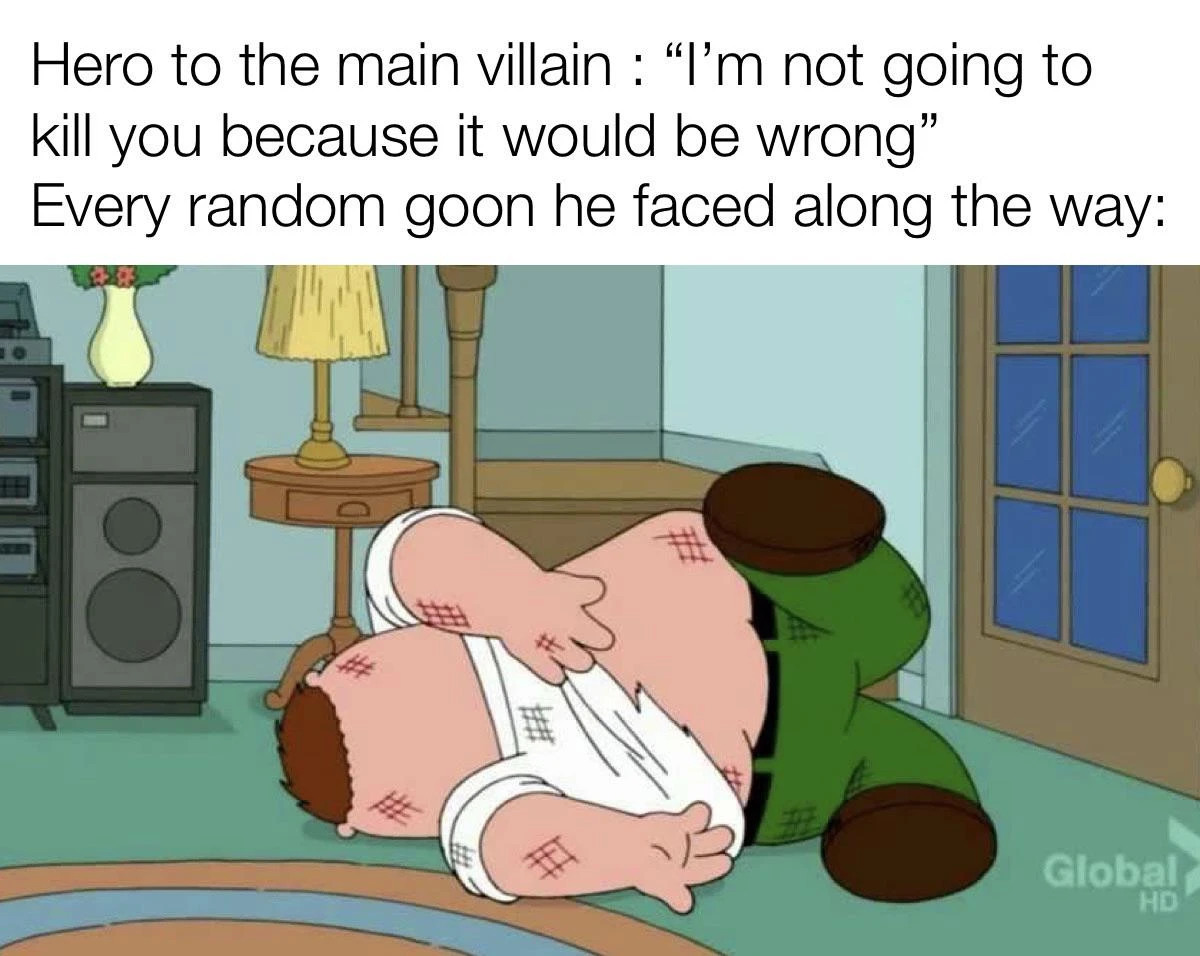 Hero to the main villain : “I’m not going to
kill you because it would be wrong”
Every random goon he faced along the way:
Global
HD